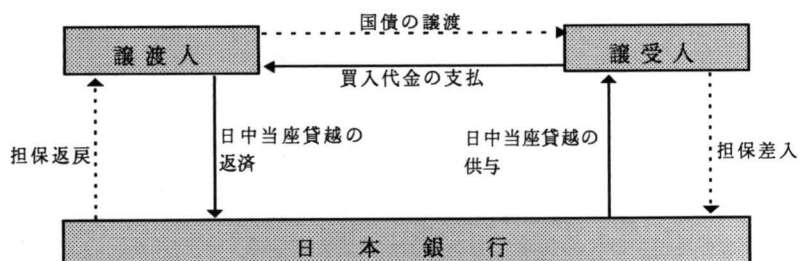 国債の譲渡
譲渡人
譲受人
買入代金の支払
担保返戻
日中当座貸越の
返済
日中当座貸越の
供与
担保差入
日本銀行